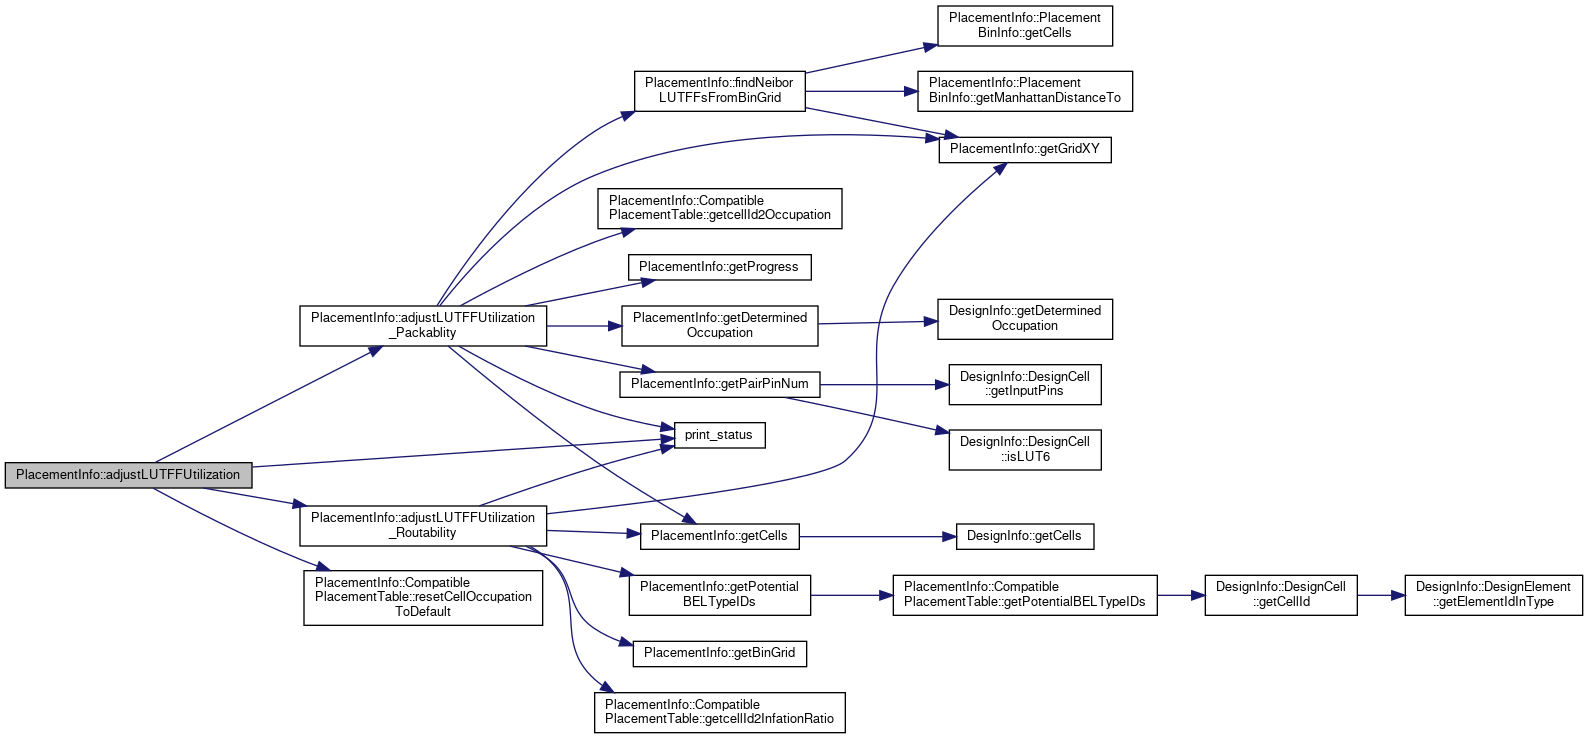 PlacementInfo::adjustLUTFFUtilization
PlacementInfo::adjustLUTFFUtilization
_Packablity
PlacementInfo::adjustLUTFFUtilization
_Routability
PlacementInfo::Compatible
PlacementTable::resetCellOccupation
ToDefault
PlacementInfo::findNeibor
LUTFFsFromBinGrid
PlacementInfo::Compatible
PlacementTable::getcellId2Occupation
PlacementInfo::getProgress
PlacementInfo::getDetermined
Occupation
PlacementInfo::getPairPinNum
print_status
PlacementInfo::getCells
PlacementInfo::getPotential
BELTypeIDs
PlacementInfo::getBinGrid
PlacementInfo::Compatible
PlacementTable::getcellId2InfationRatio
PlacementInfo::Placement
BinInfo::getCells
PlacementInfo::Placement
BinInfo::getManhattanDistanceTo
PlacementInfo::getGridXY
DesignInfo::getDetermined
Occupation
DesignInfo::DesignCell
::getInputPins
DesignInfo::DesignCell
::isLUT6
DesignInfo::getCells
PlacementInfo::Compatible
PlacementTable::getPotentialBELTypeIDs
DesignInfo::DesignCell
::getCellId
DesignInfo::DesignElement
::getElementIdInType